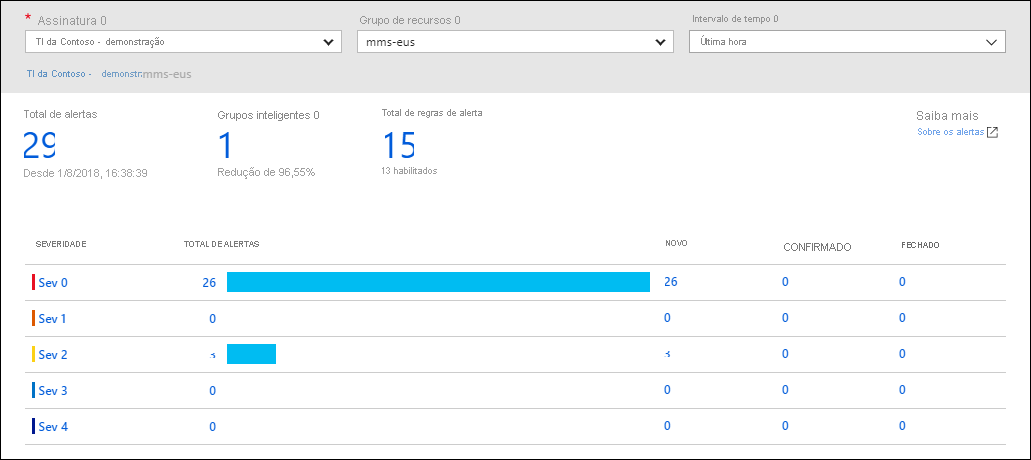 * Assinatura 0
Grupo de recursos 0
Intervalo de tempo 0
TI da Contoso - demonstração
mms-eus
Última hora
TI da Contoso - demonstr.mms-eus
Total de alertas
Grupos inteligentes 0
Total de regras de alerta
Saiba mais
29
1
15
Sobre os alertas
Desde 1/8/2018, 16:38:39
Redução de 96,55%
13 habilitados
SEVERIDADE TOTAL DE ALERTAS NOVO CONFIRMADO FECHADO
Sev 0 26 26 0 0
Sev 1 0 0 0 0
Sev 2 3 3 0 0
Sev 3 0 0 0 0
Sev 4 0 0 0 0